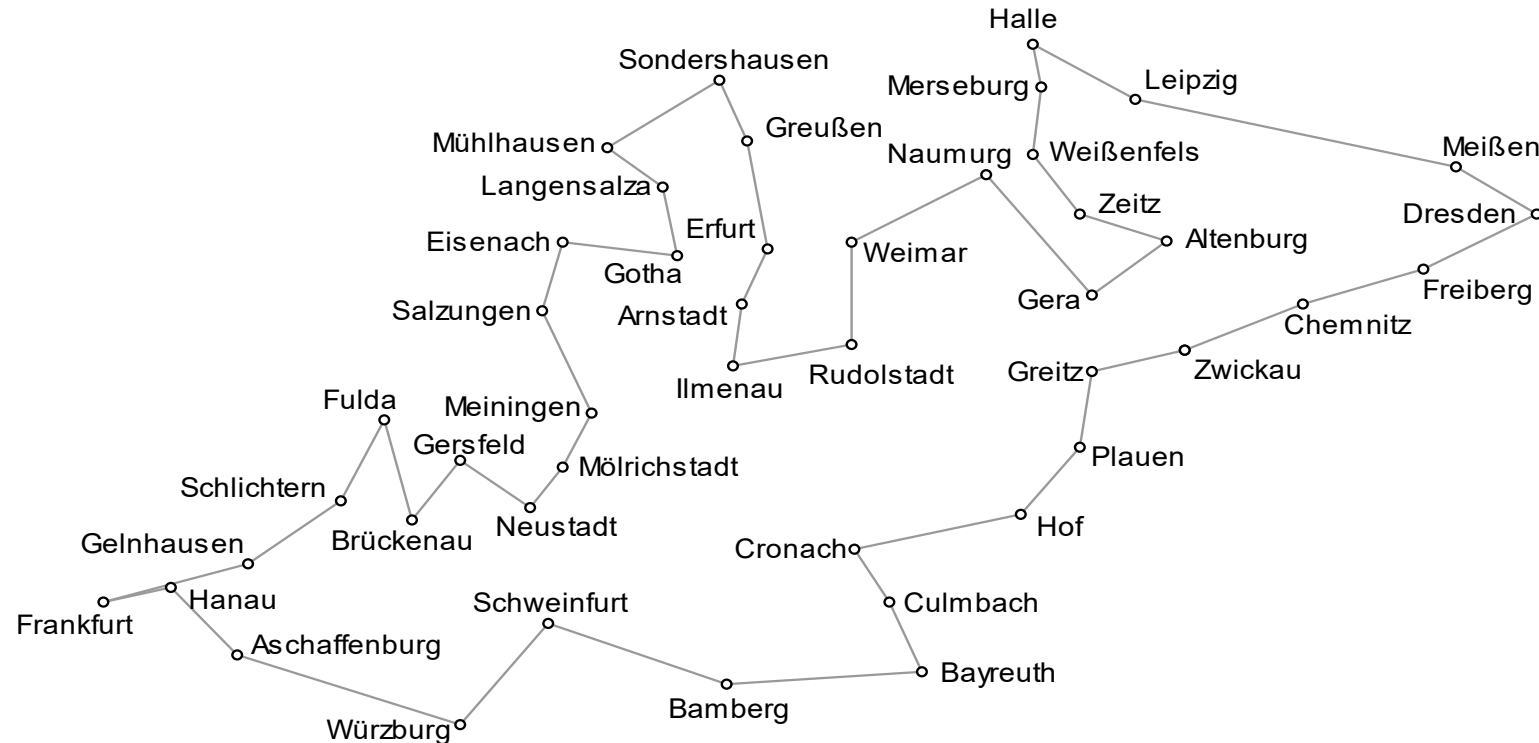 Halle
Sondershausen
Leipzig
Merseburg
Greußen
Mühlhausen
Meißen
Naumurg
Weißenfels
Langensalza
Zeitz
Dresden
Erfurt
Eisenach
Weimar
Altenburg
Gotha
Freiberg
Gera
Salzungen
Arnstadt
Chemnitz
Zwickau
Greitz
Rudolstadt
Ilmenau
Fulda
Meiningen
Gersfeld
Plauen
Mölrichstadt
Schlichtern
Neustadt
Hof
Brückenau
Gelnhausen
Cronach
Hanau
Schweinfurt
Culmbach
Frankfurt
Aschaffenburg
Bayreuth
Bamberg
Würzburg